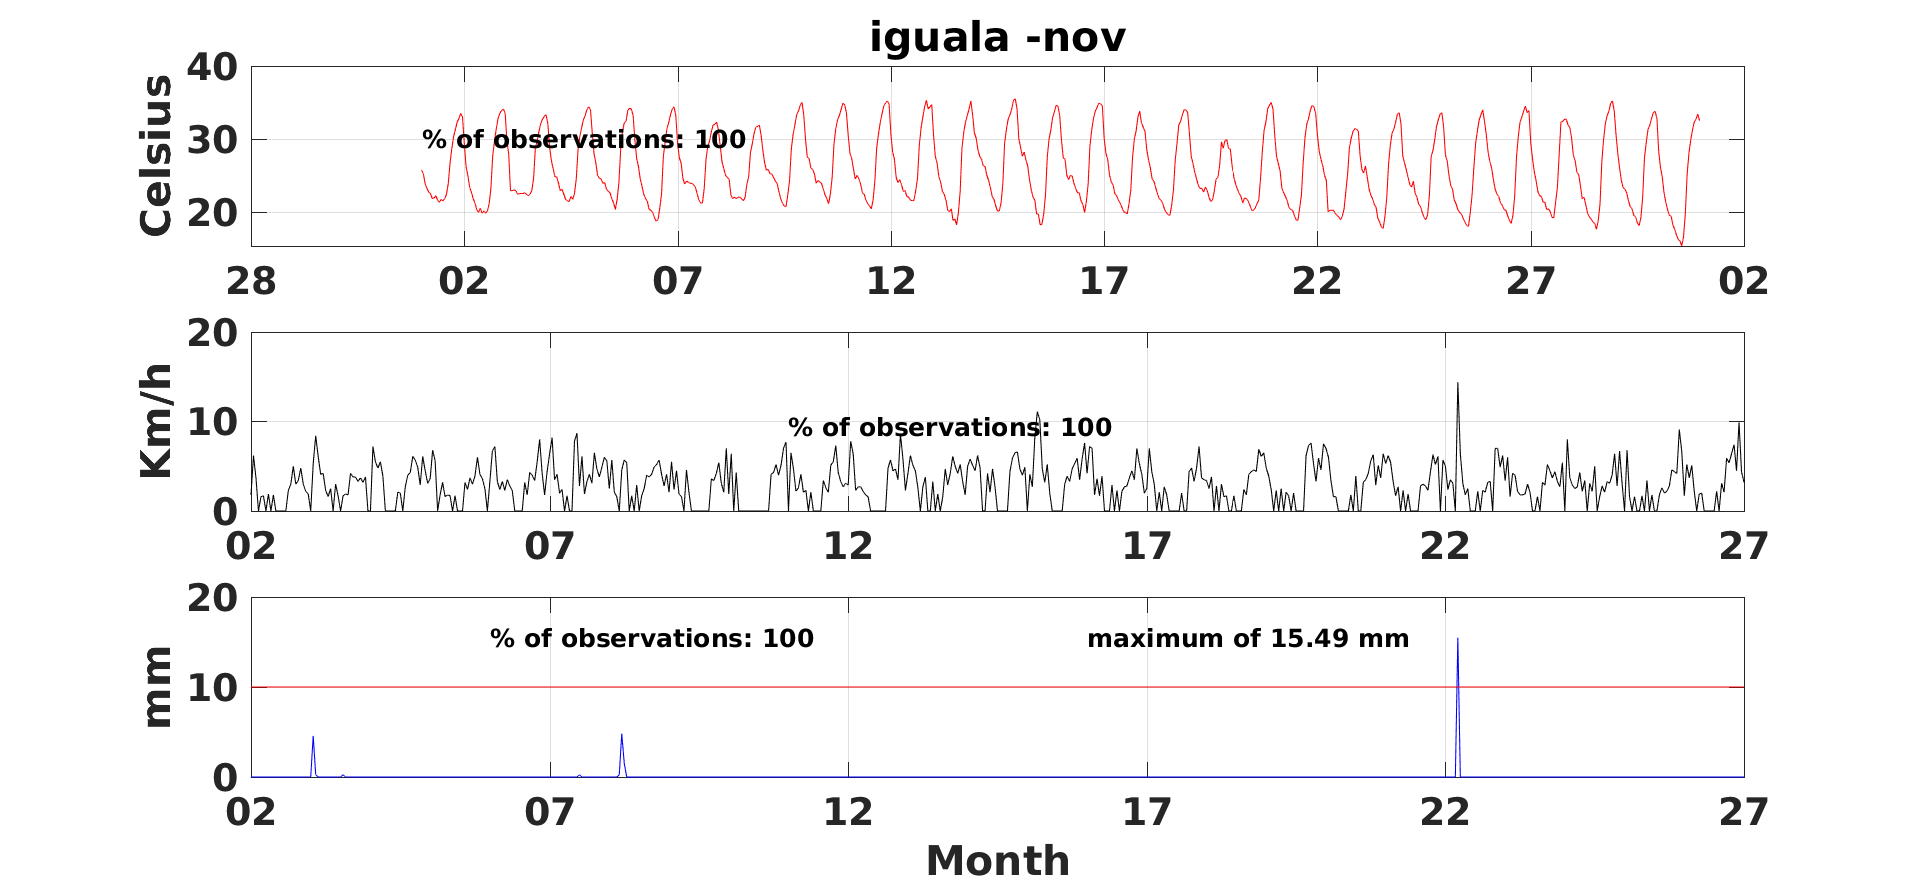 iguala -nov
Celsius
40
30
20
% of observations: 100
28 02 07 12 17 22 27 02
Km/h
20
10
0
% of observations: 100
02 07 12 17 22 27
mm
20
10
0
% of observations: 100 maximum of 15.49 mm
02 07 12 17 22 27
Month